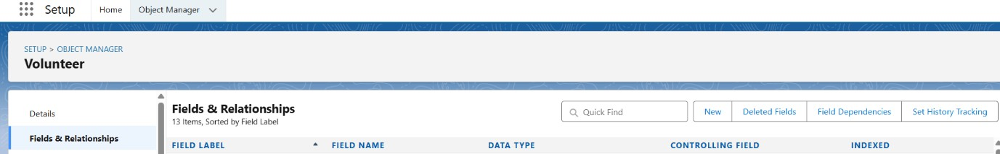 Setup Home Object Manager
SETUP > OBJECT MANAGER
Volunteer
Details
Fields & Relationships
Fields & Relationships
13 Items, Sorted by Field Label
Quick Find New Deleted Fields Field Dependencies Set History Tracking
FIELD LABEL FIELD NAME DATA TYPE CONTROLLING FIELD INDEXED